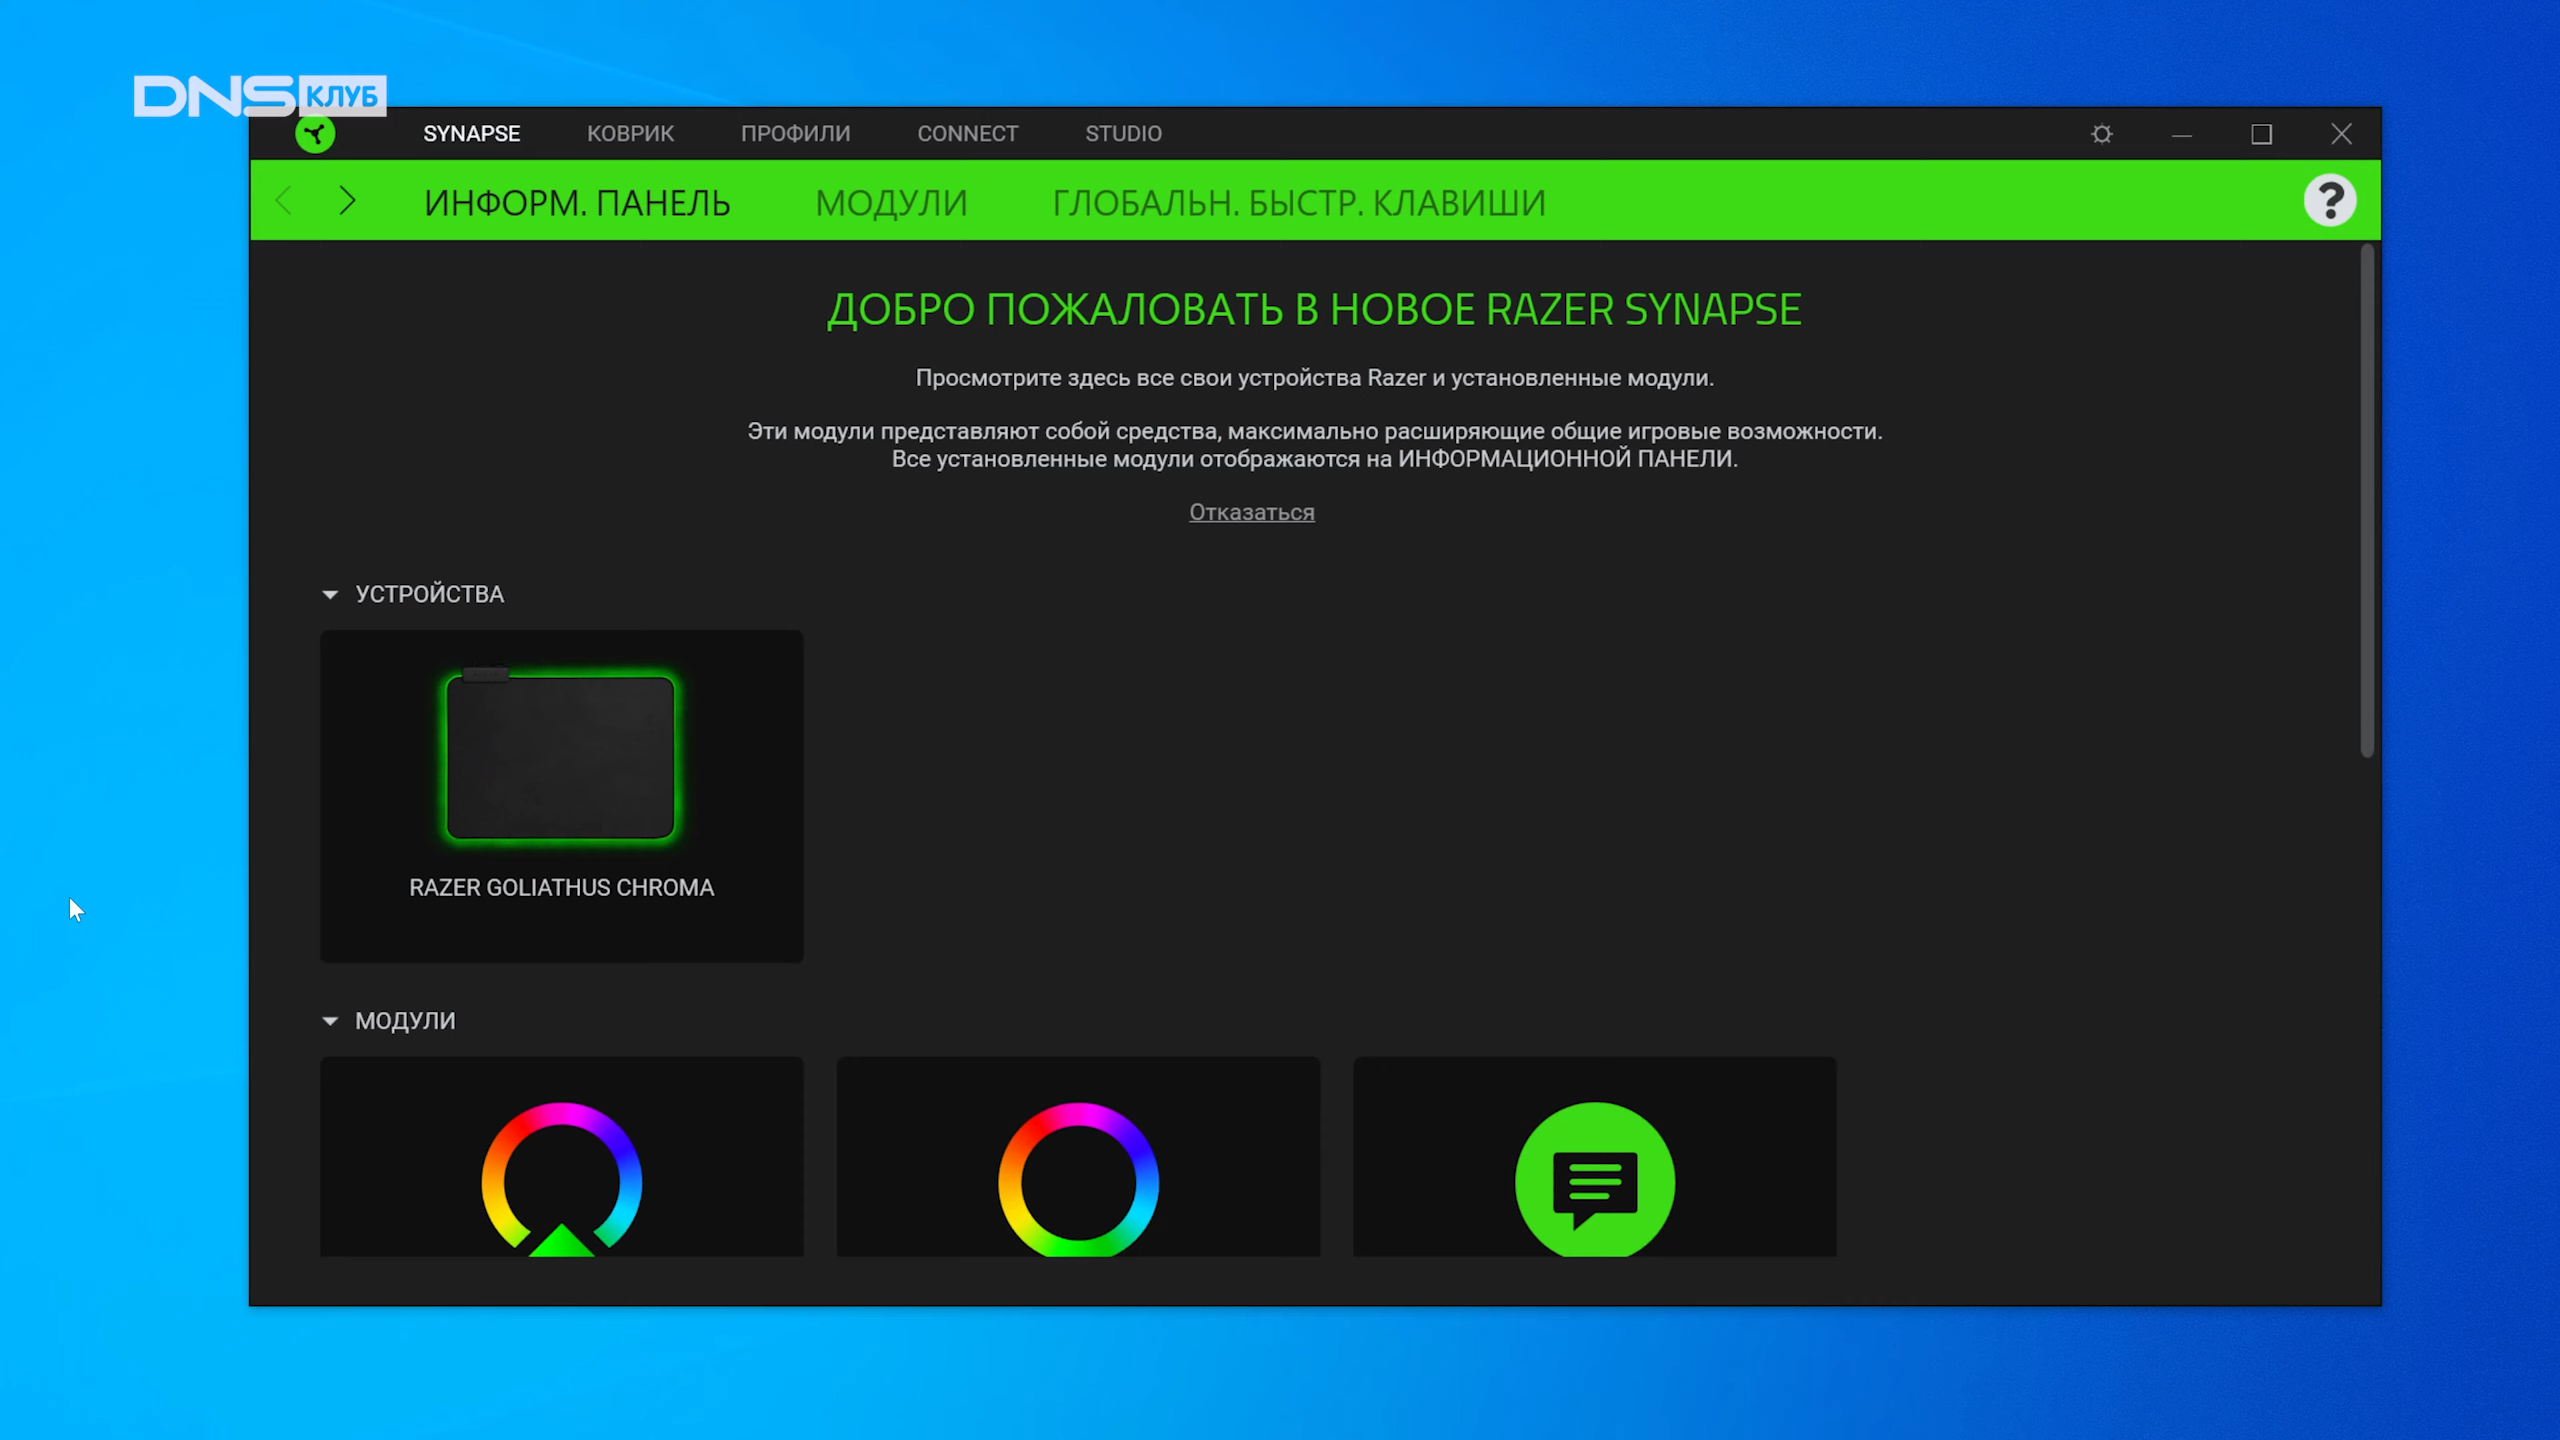 DNS КЛУБ
SYNAPSE КОВРИК ПРОФИЛИ CONNECT STUDIO
ИНФОРМ. ПАНЕЛЬ МОДУЛИ ГЛОБАЛЬН. БЫСТР. КЛАВИШИ ?
ДОБРО ПОЖАЛОВАТЬ В НОВОЕ RAZER SYNAPSE
Просмотрите здесь все свои устройства Razer и установленные модули.
Эти модули представляют собой средства, максимально расширяющие общие игровые возможности.
Все установленные модули отображаются на ИНФОРМАЦИОННОЙ ПАНЕЛИ.
Отказаться
УСТРОЙСТВА
RAZER GOLIATHUS CHROMA
МОДУЛИ